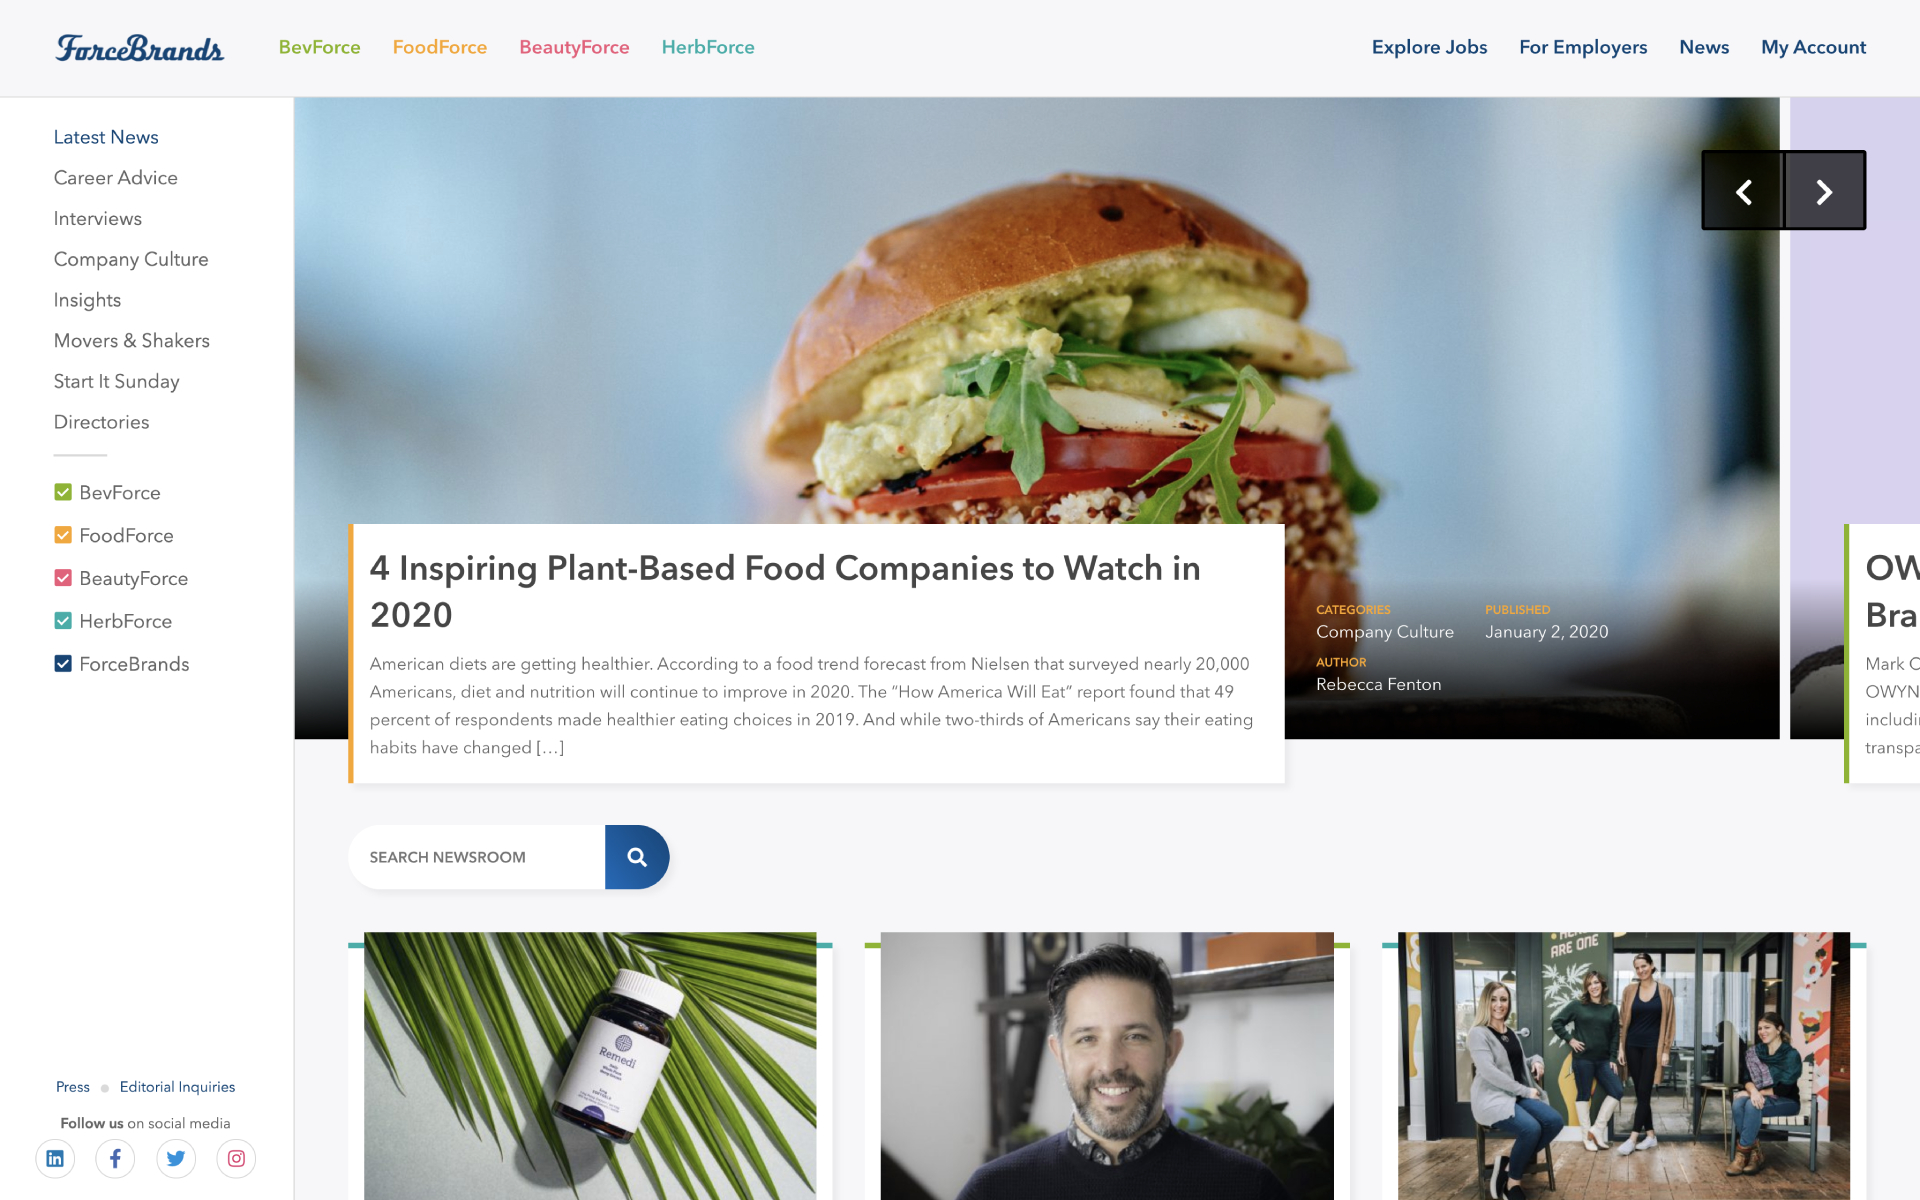 ForceBrands
BevForce
FoodForce
BeautyForce
HerbForce
Explore Jobs
For Employers
News
My Account
Latest News
Career Advice
Interviews
Company Culture
Insights
Movers & Shakers
Start It Sunday
Directories
BevForce
FoodForce
BeautyForce
HerbForce
ForceBrands
Press
Editorial Inquiries
Follow us on social media
4 Inspiring Plant-Based Food Companies to Watch in
2020
American diets are getting healthier. According to a food trend forecast from Nielsen that surveyed nearly 20,000
Americans, diet and nutrition will continue to improve in 2020. The “How America Will Eat” report found that 49
percent of respondents made healthier eating choices in 2019. And while two-thirds of Americans say their eating
habits have changed […]
CATEGORIES
Company Culture
PUBLISHED
January 2, 2020
AUTHOR
Rebecca Fenton
OW
Bra
Mark
OWYN
includi
transpa
SEARCH NEWSROOM
Remedi
ARE ONE